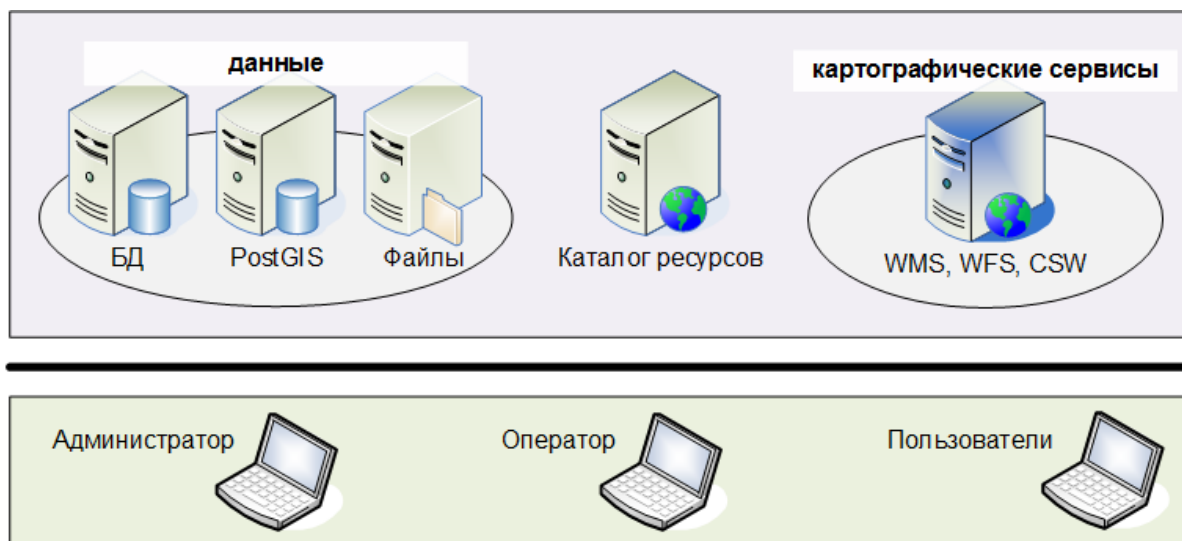 данные
картографические сервисы
БД
PostGIS
Файлы
Каталог ресурсов
WMS, WFS, CSW
Администратор
Оператор
Пользователи